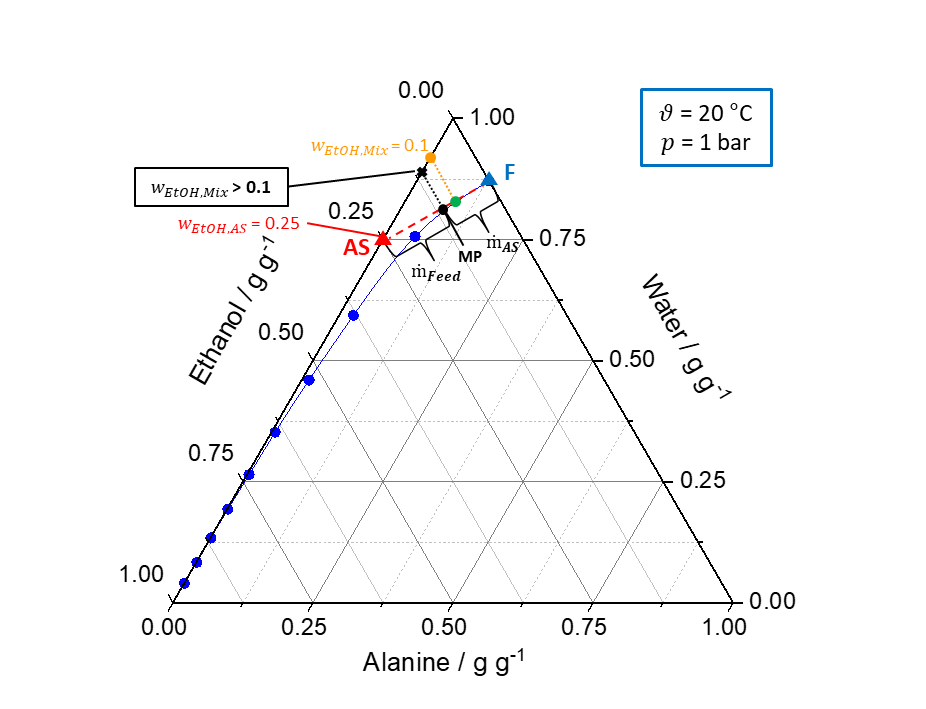 0.00
1.00
ϑ = 20 °C
p = 1 bar
w_EtOH,Mix = 0.1
F
w_EtOH,Mix > 0.1
0.25
w_EtOH,AS = 0.25
AS
ṁ_AS
0.75
MP
ṁ_Feed
Ethanol / g g⁻¹
Water / g g⁻¹
0.50
0.50
0.75
0.25
1.00
0.00
0.00
0.25
0.50
0.75
1.00
Alanine / g g⁻¹